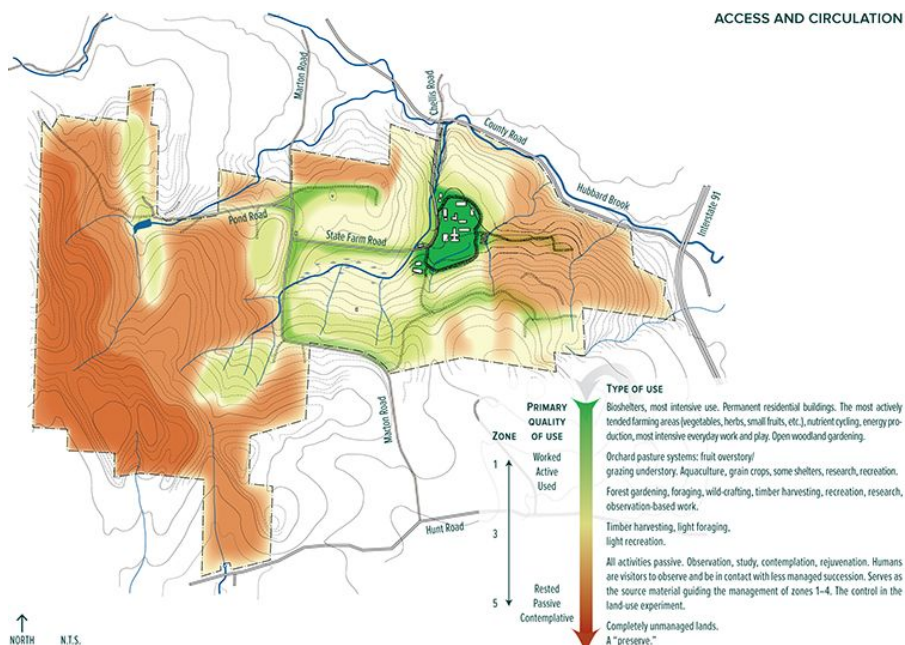 ACCESS AND CIRCULATION
Marton Road
Chellis Road
County Road
Hubbard Brook
Interstate 91
Pond Road
State Farm Road
Marton Road
Hunt Road
TYPE OF USE
PRIMARY
QUALITY
OF USE
ZONE
Bioshelters, most intensive use. Permanent residential buildings. The most actively
tended farming areas (vegetables, herbs, small fruits, etc.), nutrient cycling, energy pro-
duction, most intensive everyday work and play. Open woodland gardening.
1
Worked
Active
Used
Orchard pasture systems: fruit overstory/
grazing understory. Aquaculture, grain crops, some shelters, research, recreation.
Forest gardening, foraging, wild-crafting, timber harvesting, recreation, research,
observation-based work.
3
Timber harvesting, light foraging,
light recreation.
All activities passive. Observation, study, contemplation, rejuvenation. Humans
are visitors to observe and be in contact with less managed succession. Serves as
the source material guiding the management of zones 1–4. The control in the
land-use experiment.
5
Rested
Passive
Contemplative
Completely unmanaged lands.
A “preserve.”
NORTH
N.T.S.